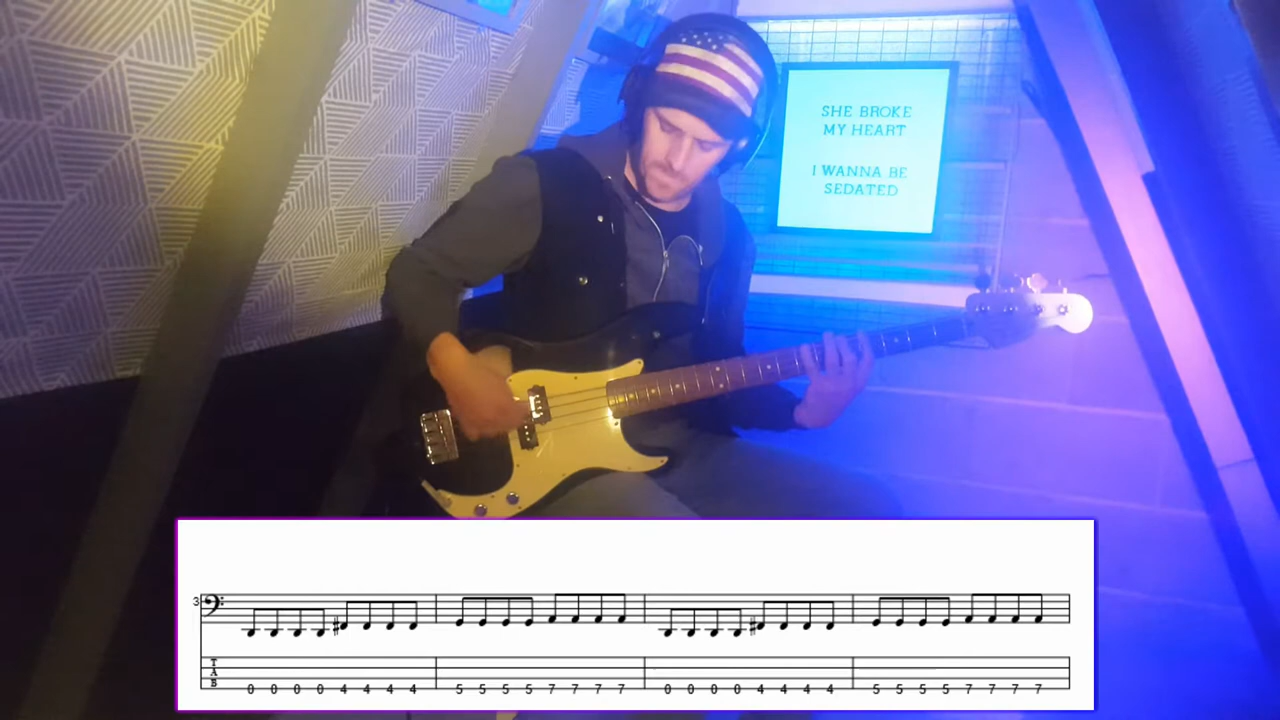 SHE BROKE
MY HEART
I WANNA BE
SEDATED
3
T
A
B
0 0 0 0 4 4 4 4 5 5 5 5 7 7 7 7 0 0 0 0 4 4 4 4 5 5 5 5 7 7 7 7